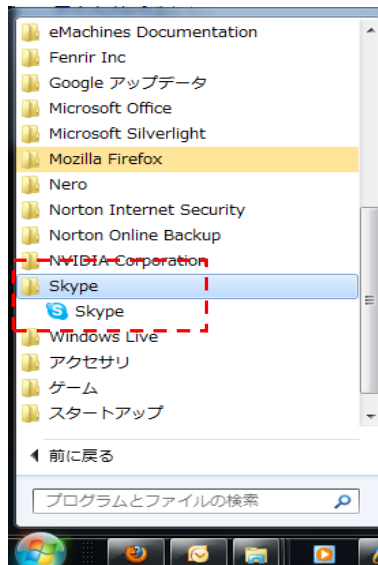 eMachines Documentation
Fenrir Inc
Google アップデータ
Microsoft Office
Microsoft Silverlight
Mozilla Firefox
Nero
Norton Internet Security
Norton Online Backup
NVIDIA Corporation
Skype
Skype
Windows Live
アクセサリ
ゲーム
スタートアップ
前に戻る
プログラムとファイルの検索